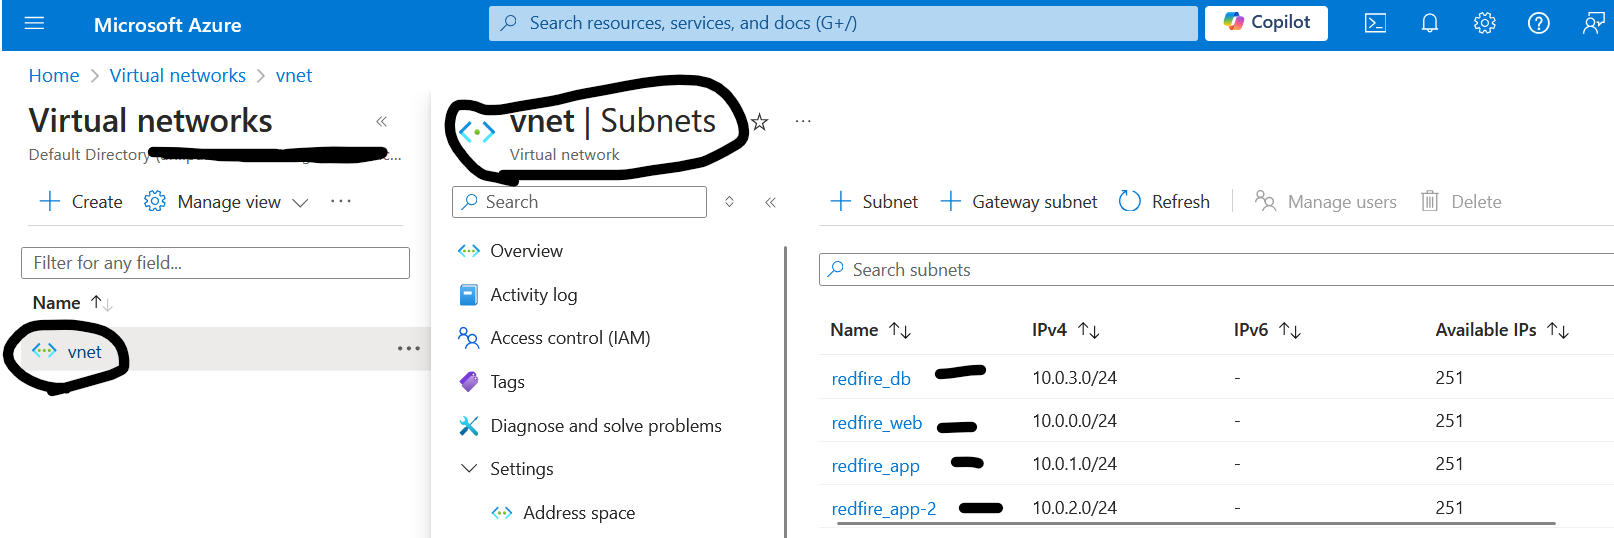 Microsoft Azure
Search resources, services, and docs (G+/)
Copilot
Home > Virtual networks > vnet
Virtual networks
Default Directory
vnet | Subnets
Virtual network
Create
Manage view
Filter for any field...
Name
vnet
Search
Overview
Activity log
Access control (IAM)
Tags
Diagnose and solve problems
Settings
Address space
Subnet
Gateway subnet
Refresh
Manage users
Delete
Search subnets
Name IPv4 IPv6 Available IPs
redfire_db 10.0.3.0/24 - 251
redfire_web 10.0.0.0/24 - 251
redfire_app 10.0.1.0/24 - 251
redfire_app-2 10.0.2.0/24 - 251